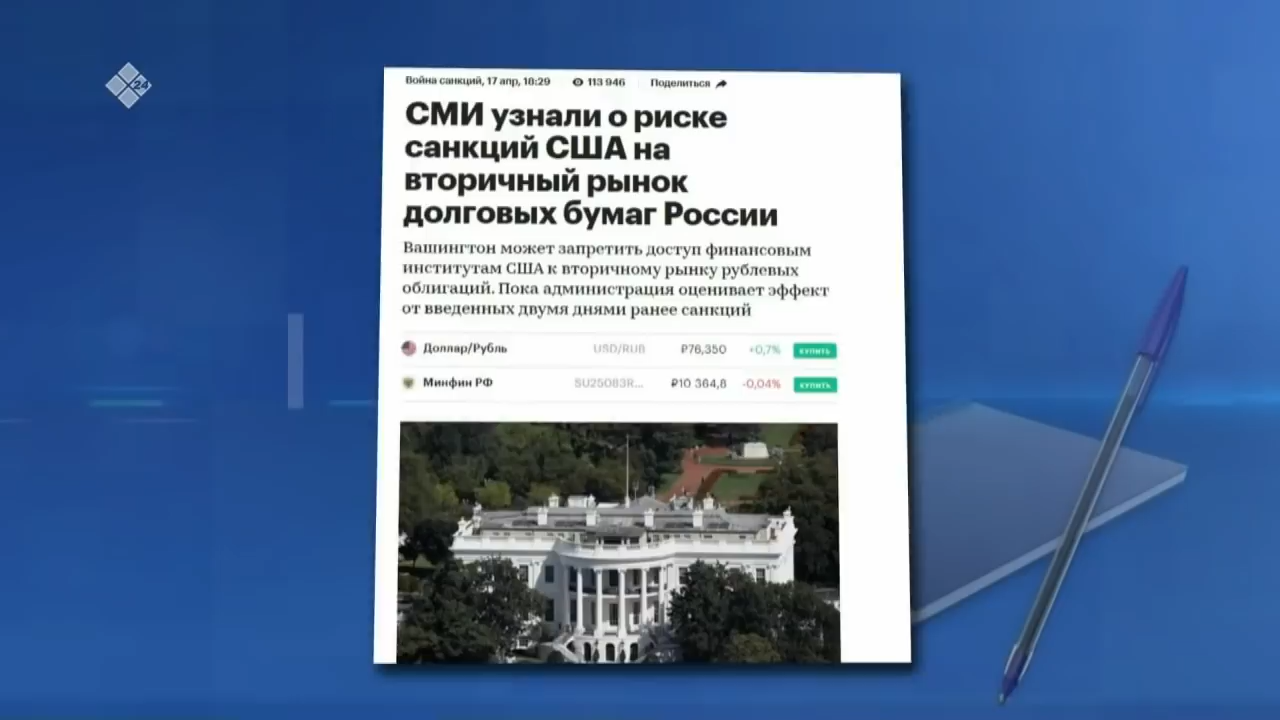 24
Война санкций, 17 апр, 18:29 113 946 Поделиться
СМИ узнали о риске
санкций США на
вторичный рынок
долговых бумаг России
Вашингтон может запретить доступ финансовым
институтам США к вторичному рынку рублевых
облигаций. Пока администрация оценивает эффект
от введенных двумя днями ранее санкций
Доллар/Рубль USD/RUB ₽76,350 +0,7% КУПИТЬ
Минфин РФ SU25083R... ₽10 364,8 -0,04% КУПИТЬ